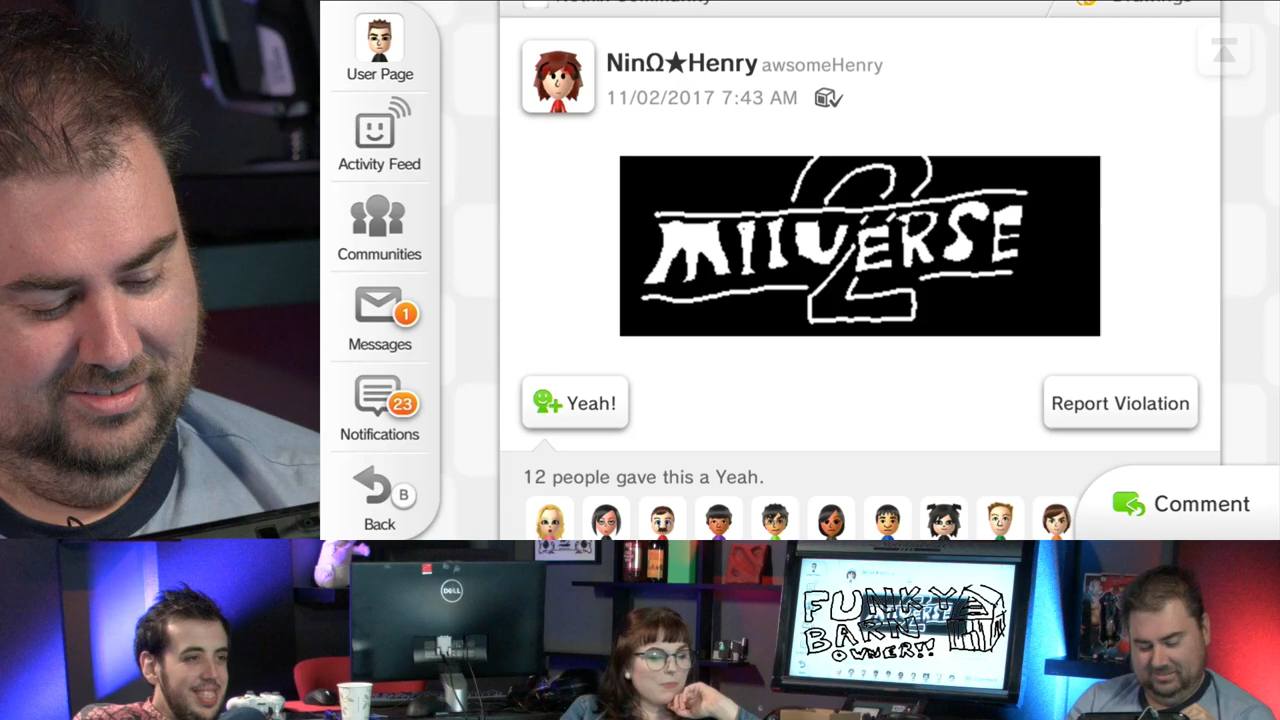 User Page
Activity Feed
Communities
1
Messages
23
Notifications
B
Back
NinΩ★Henry awsomeHenry
11/02/2017 7:43 AM
MIIVERSE
2
Yeah!
Report Violation
12 people gave this a Yeah.
Comment
DELL
FUNKY
BARN
OWNER!!